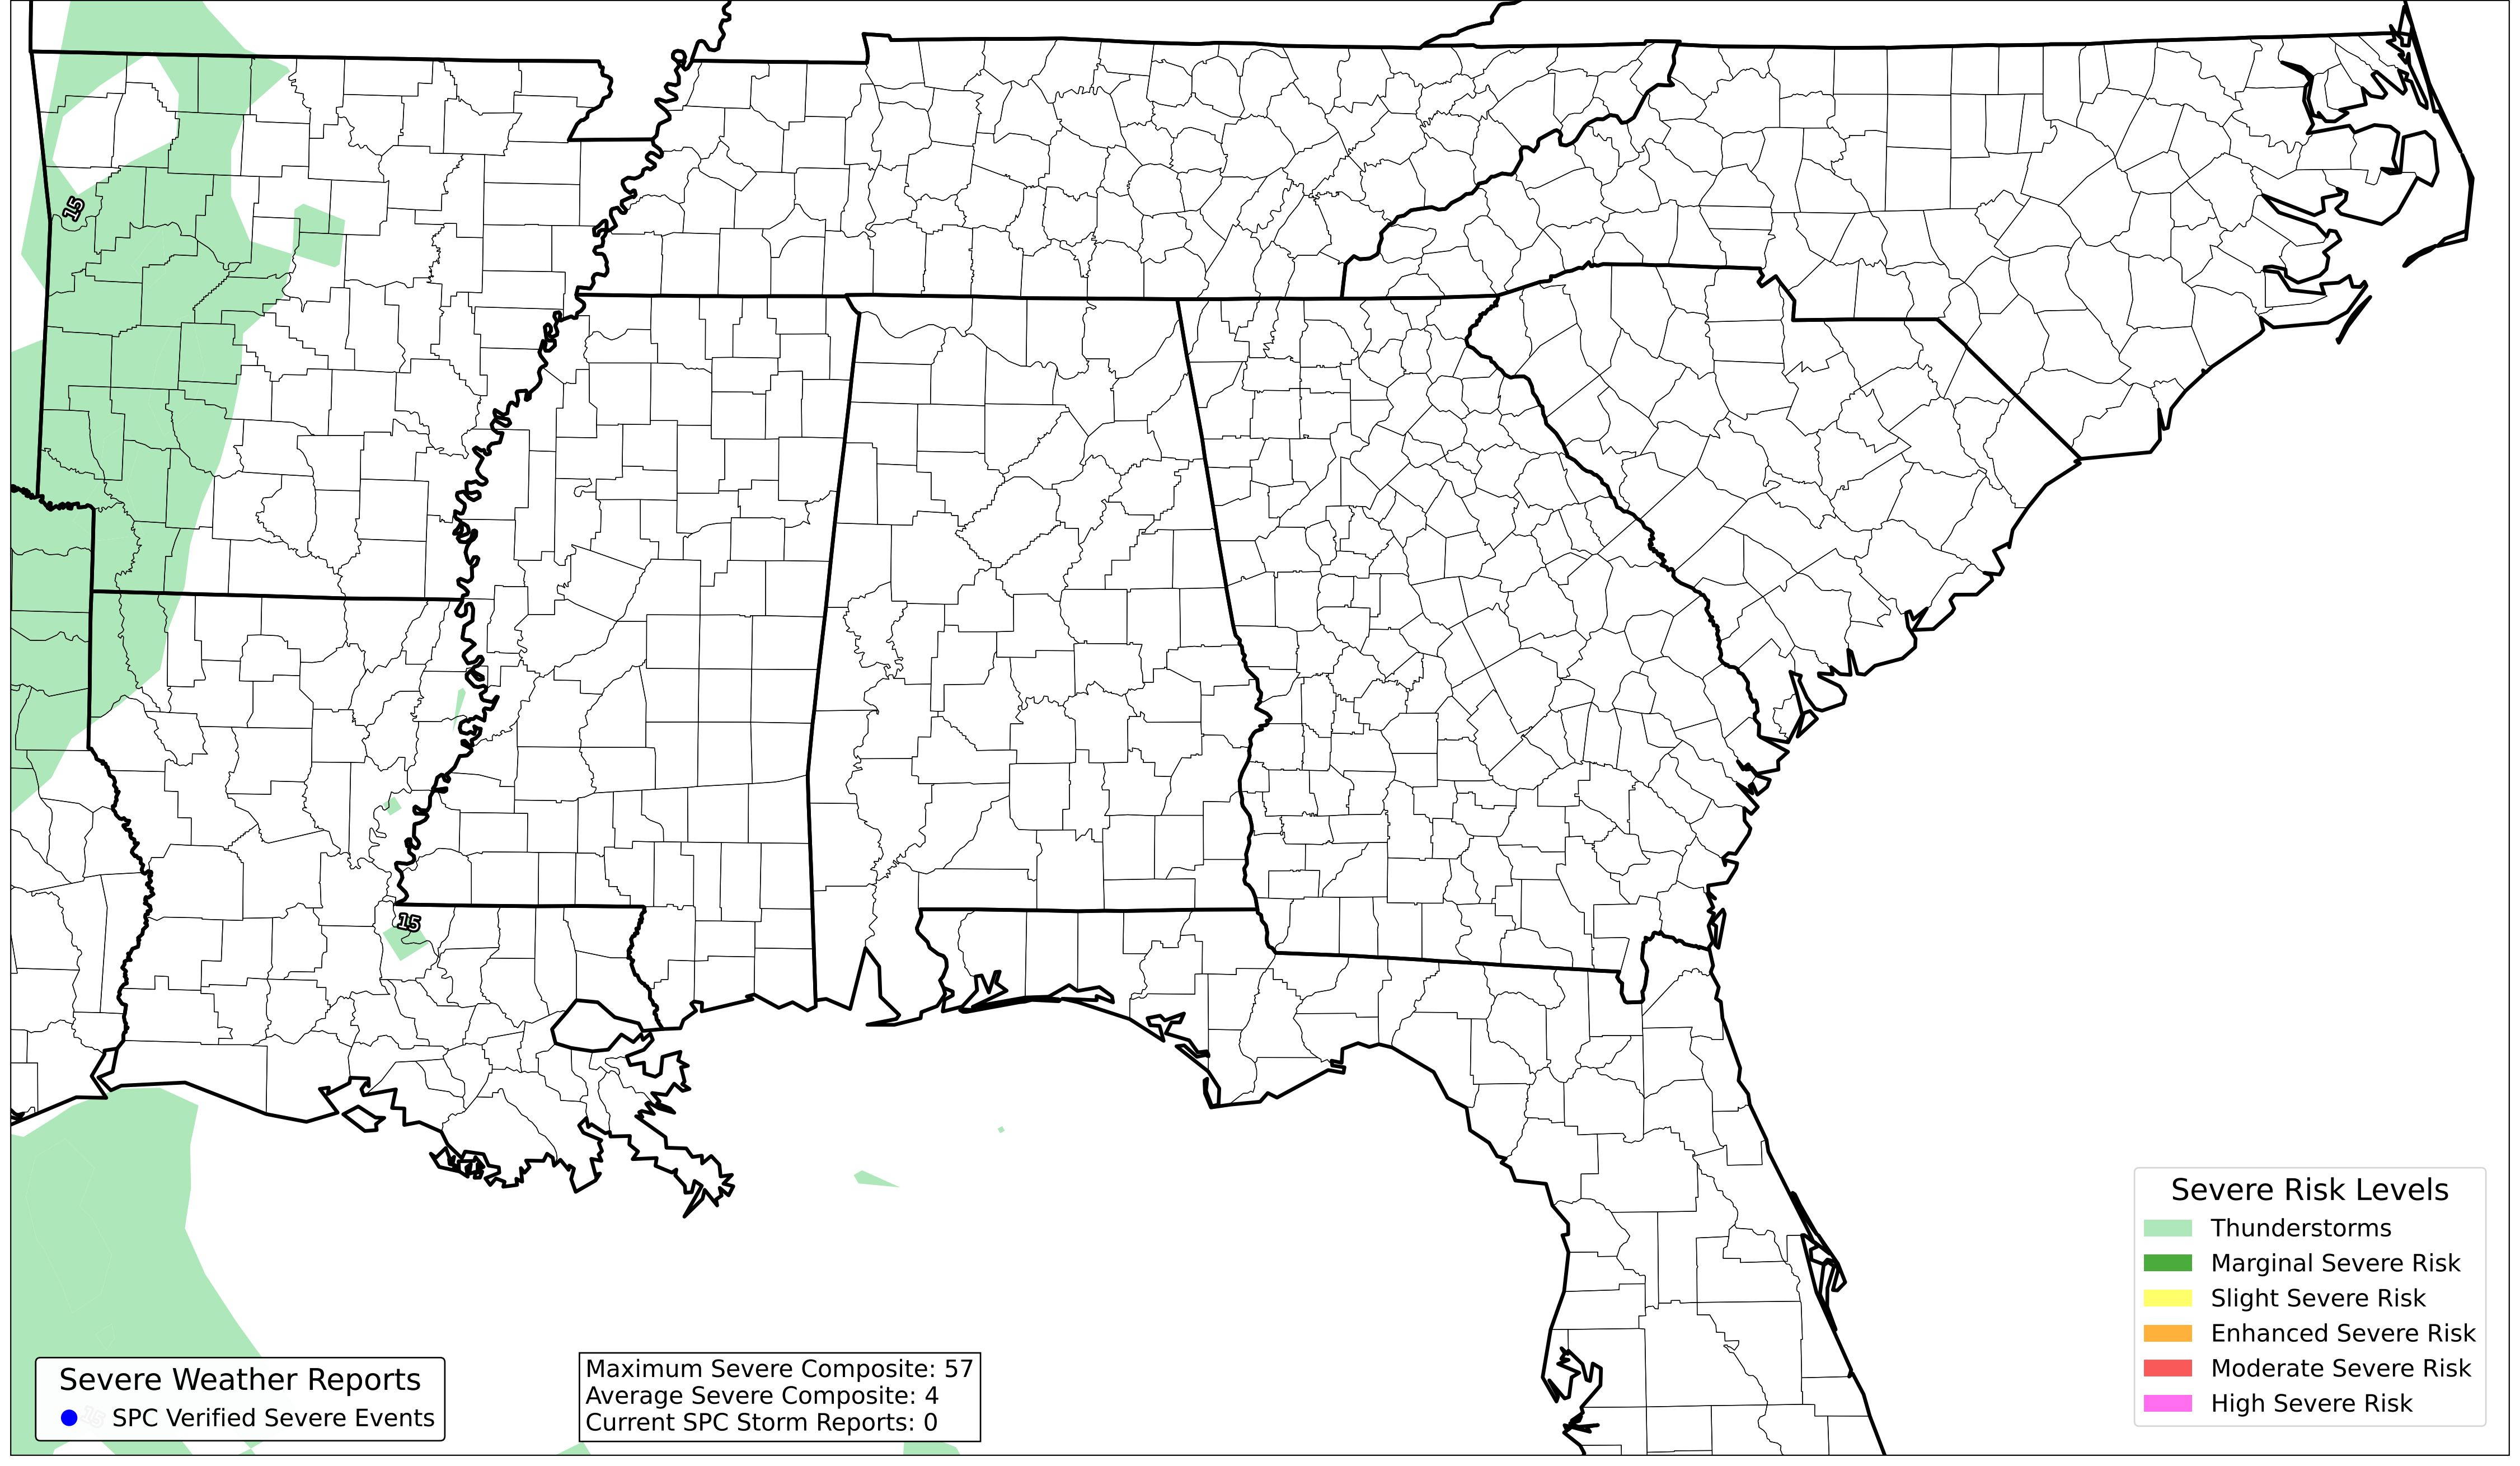 15
15
Severe Risk Levels
Thunderstorms
Marginal Severe Risk
Slight Severe Risk
Enhanced Severe Risk
Moderate Severe Risk
High Severe Risk
Severe Weather Reports
15
SPC Verified Severe Events
Maximum Severe Composite: 57
Average Severe Composite: 4
Current SPC Storm Reports: 0